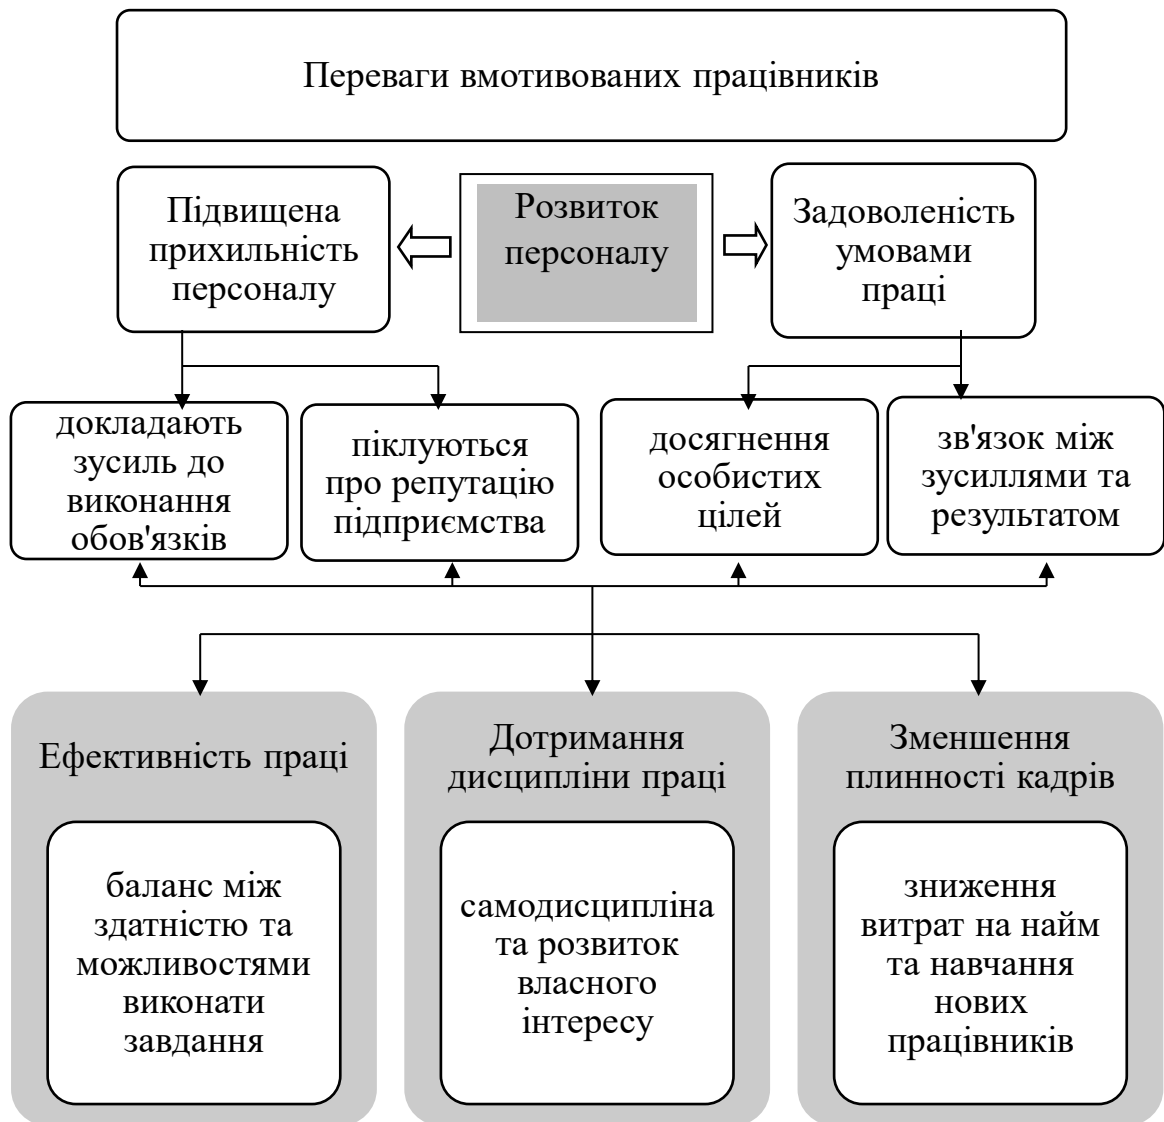 Переваги вмотивованих працівників
Підвищена
прихильність
персоналу
Розвиток
персоналу
Задоволеність
умовами
праці
докладають
зусиль до
виконання
обов'язків
піклуються
про репутацію
підприємства
досягнення
особистих
цілей
зв'язок між
зусиллями та
результатом
Ефективність праці
баланс між
здатністю та
можливостями
виконати
завдання
Дотримання
дисципліни праці
самодисципліна
та розвиток
власного
інтересу
Зменшення
плинності кадрів
зниження
витрат на найм
та навчання
нових
працівників